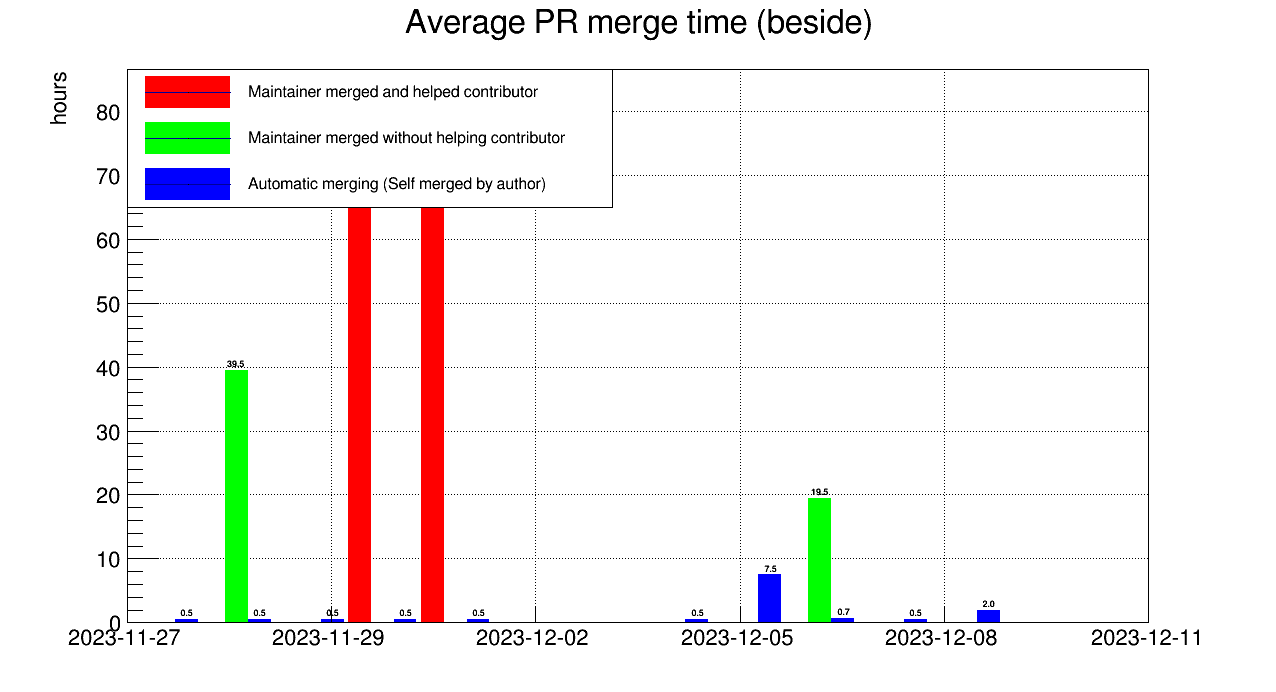 Average PR merge time (beside)
hours
Maintainer merged and helped contributor
Maintainer merged without helping contributor
Automatic merging (Self merged by author)
80
70
60
50
40
30
20
10
0
39.5
19.5
7.5
0.5 0.5 0.5 0.5 0.5 0.5 0.7 0.5 2.0
2023-11-27 2023-11-29 2023-12-02 2023-12-05 2023-12-08 2023-12-11